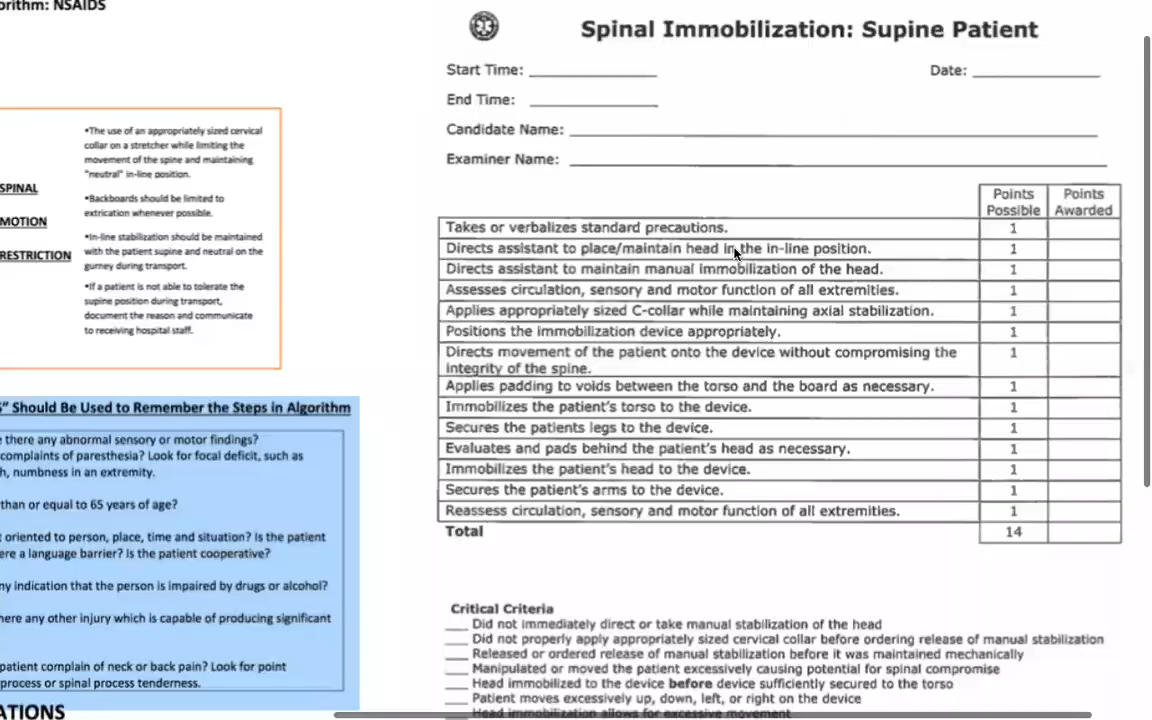 orithm: NSAIDS
SPINAL
MOTION
RESTRICTION
•The use of an appropriately sized cervical
collar on a stretcher while limiting the
movement of the spine and maintaining
"neutral" in-line position.
•Backboards should be limited to
extrication whenever possible.
•In-line stabilization should be maintained
with the patient supine and neutral on the
gurney during transport.
•If a patient is not able to tolerate the
supine position during transport,
document the reason and communicate
to receiving hospital staff.
S" Should Be Used to Remember the Steps in Algorithm
e there any abnormal sensory or motor findings?
complaints of paresthesia? Look for focal deficit, such as
h, numbness in an extremity.
than or equal to 65 years of age?
t oriented to person, place, time and situation? Is the patient
ere a language barrier? Is the patient cooperative?
ny indication that the person is impaired by drugs or alcohol?
here any other injury which is capable of producing significant
patient complain of neck or back pain? Look for point
process or spinal process tenderness.
ATIONS
Spinal Immobilization: Supine Patient
Start Time: ____________ Date: ____________
End Time: ____________
Candidate Name: ____________
Examiner Name: ____________
Points Possible Points Awarded
Takes or verbalizes standard precautions. 1
Directs assistant to place/maintain head in the in-line position. 1
Directs assistant to maintain manual immobilization of the head. 1
Assesses circulation, sensory and motor function of all extremities. 1
Applies appropriately sized C-collar while maintaining axial stabilization. 1
Positions the immobilization device appropriately. 1
Directs movement of the patient onto the device without compromising the 1
integrity of the spine.
Applies padding to voids between the torso and the board as necessary. 1
Immobilizes the patient's torso to the device. 1
Secures the patients legs to the device. 1
Evaluates and pads behind the patient's head as necessary. 1
Immobilizes the patient's head to the device. 1
Secures the patient's arms to the device. 1
Reassess circulation, sensory and motor function of all extremities. 1
Total 14
Critical Criteria
___ Did not immediately direct or take manual stabilization of the head
___ Did not properly apply appropriately sized cervical collar before ordering release of manual stabilization
___ Released or ordered release of manual stabilization before it was maintained mechanically
___ Manipulated or moved the patient excessively causing potential for spinal compromise
___ Head immobilized to the device before device sufficiently secured to the torso
___ Patient moves excessively up, down, left, or right on the device
___ Head immobilization allows for excessive movement